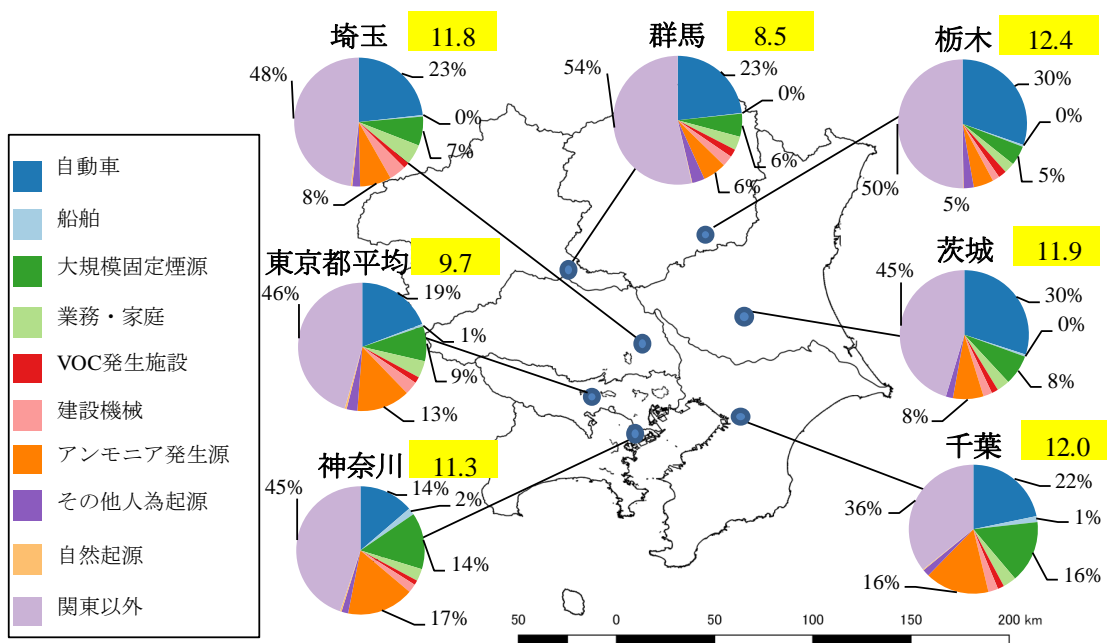 埼玉 11.8
48%
23%
0%
7%
8%
群馬 8.5
54%
23%
0%
6%
6%
栃木 12.4
30%
0%
5%
5%
50%
自動車
船舶
大規模固定煙源
業務・家庭
VOC発生施設
建設機械
アンモニア発生源
その他人為起源
自然起源
関東以外
東京都平均 9.7
46%
19%
1%
9%
13%
茨城 11.9
45%
30%
0%
8%
8%
神奈川 11.3
45%
14%
2%
14%
17%
千葉 12.0
36%
22%
1%
16%
16%
50 0 50 100 150 200 km